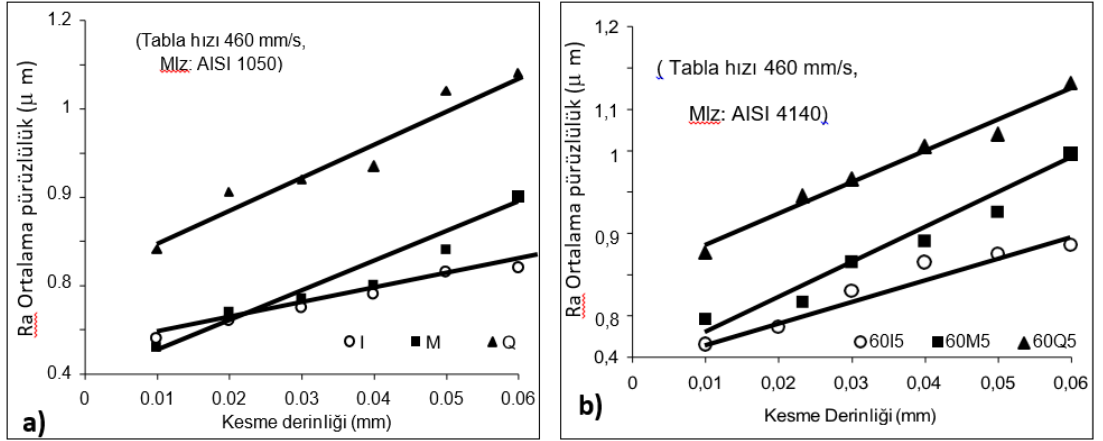 1.2
1
0.9
0.8
0.4
Ra Ortalama pürüzlülük (µ m)
(Tabla hızı 460 mm/s,
Mlz: AISI 1050)
I M Q
0 0.01 0.02 0.03 0.04 0.05 0.06
Kesme derinliği (mm)
a)
1,2
1,1
1
0,9
0,8
0,4
Ra Ortalama pürüzlülük (µ m)
( Tabla hızı 460 mm/s,
Mlz: AISI 4140)
60I5 60M5 60Q5
0 0,01 0,02 0,03 0,04 0,05 0,06
Kesme Derinliği (mm)
b)